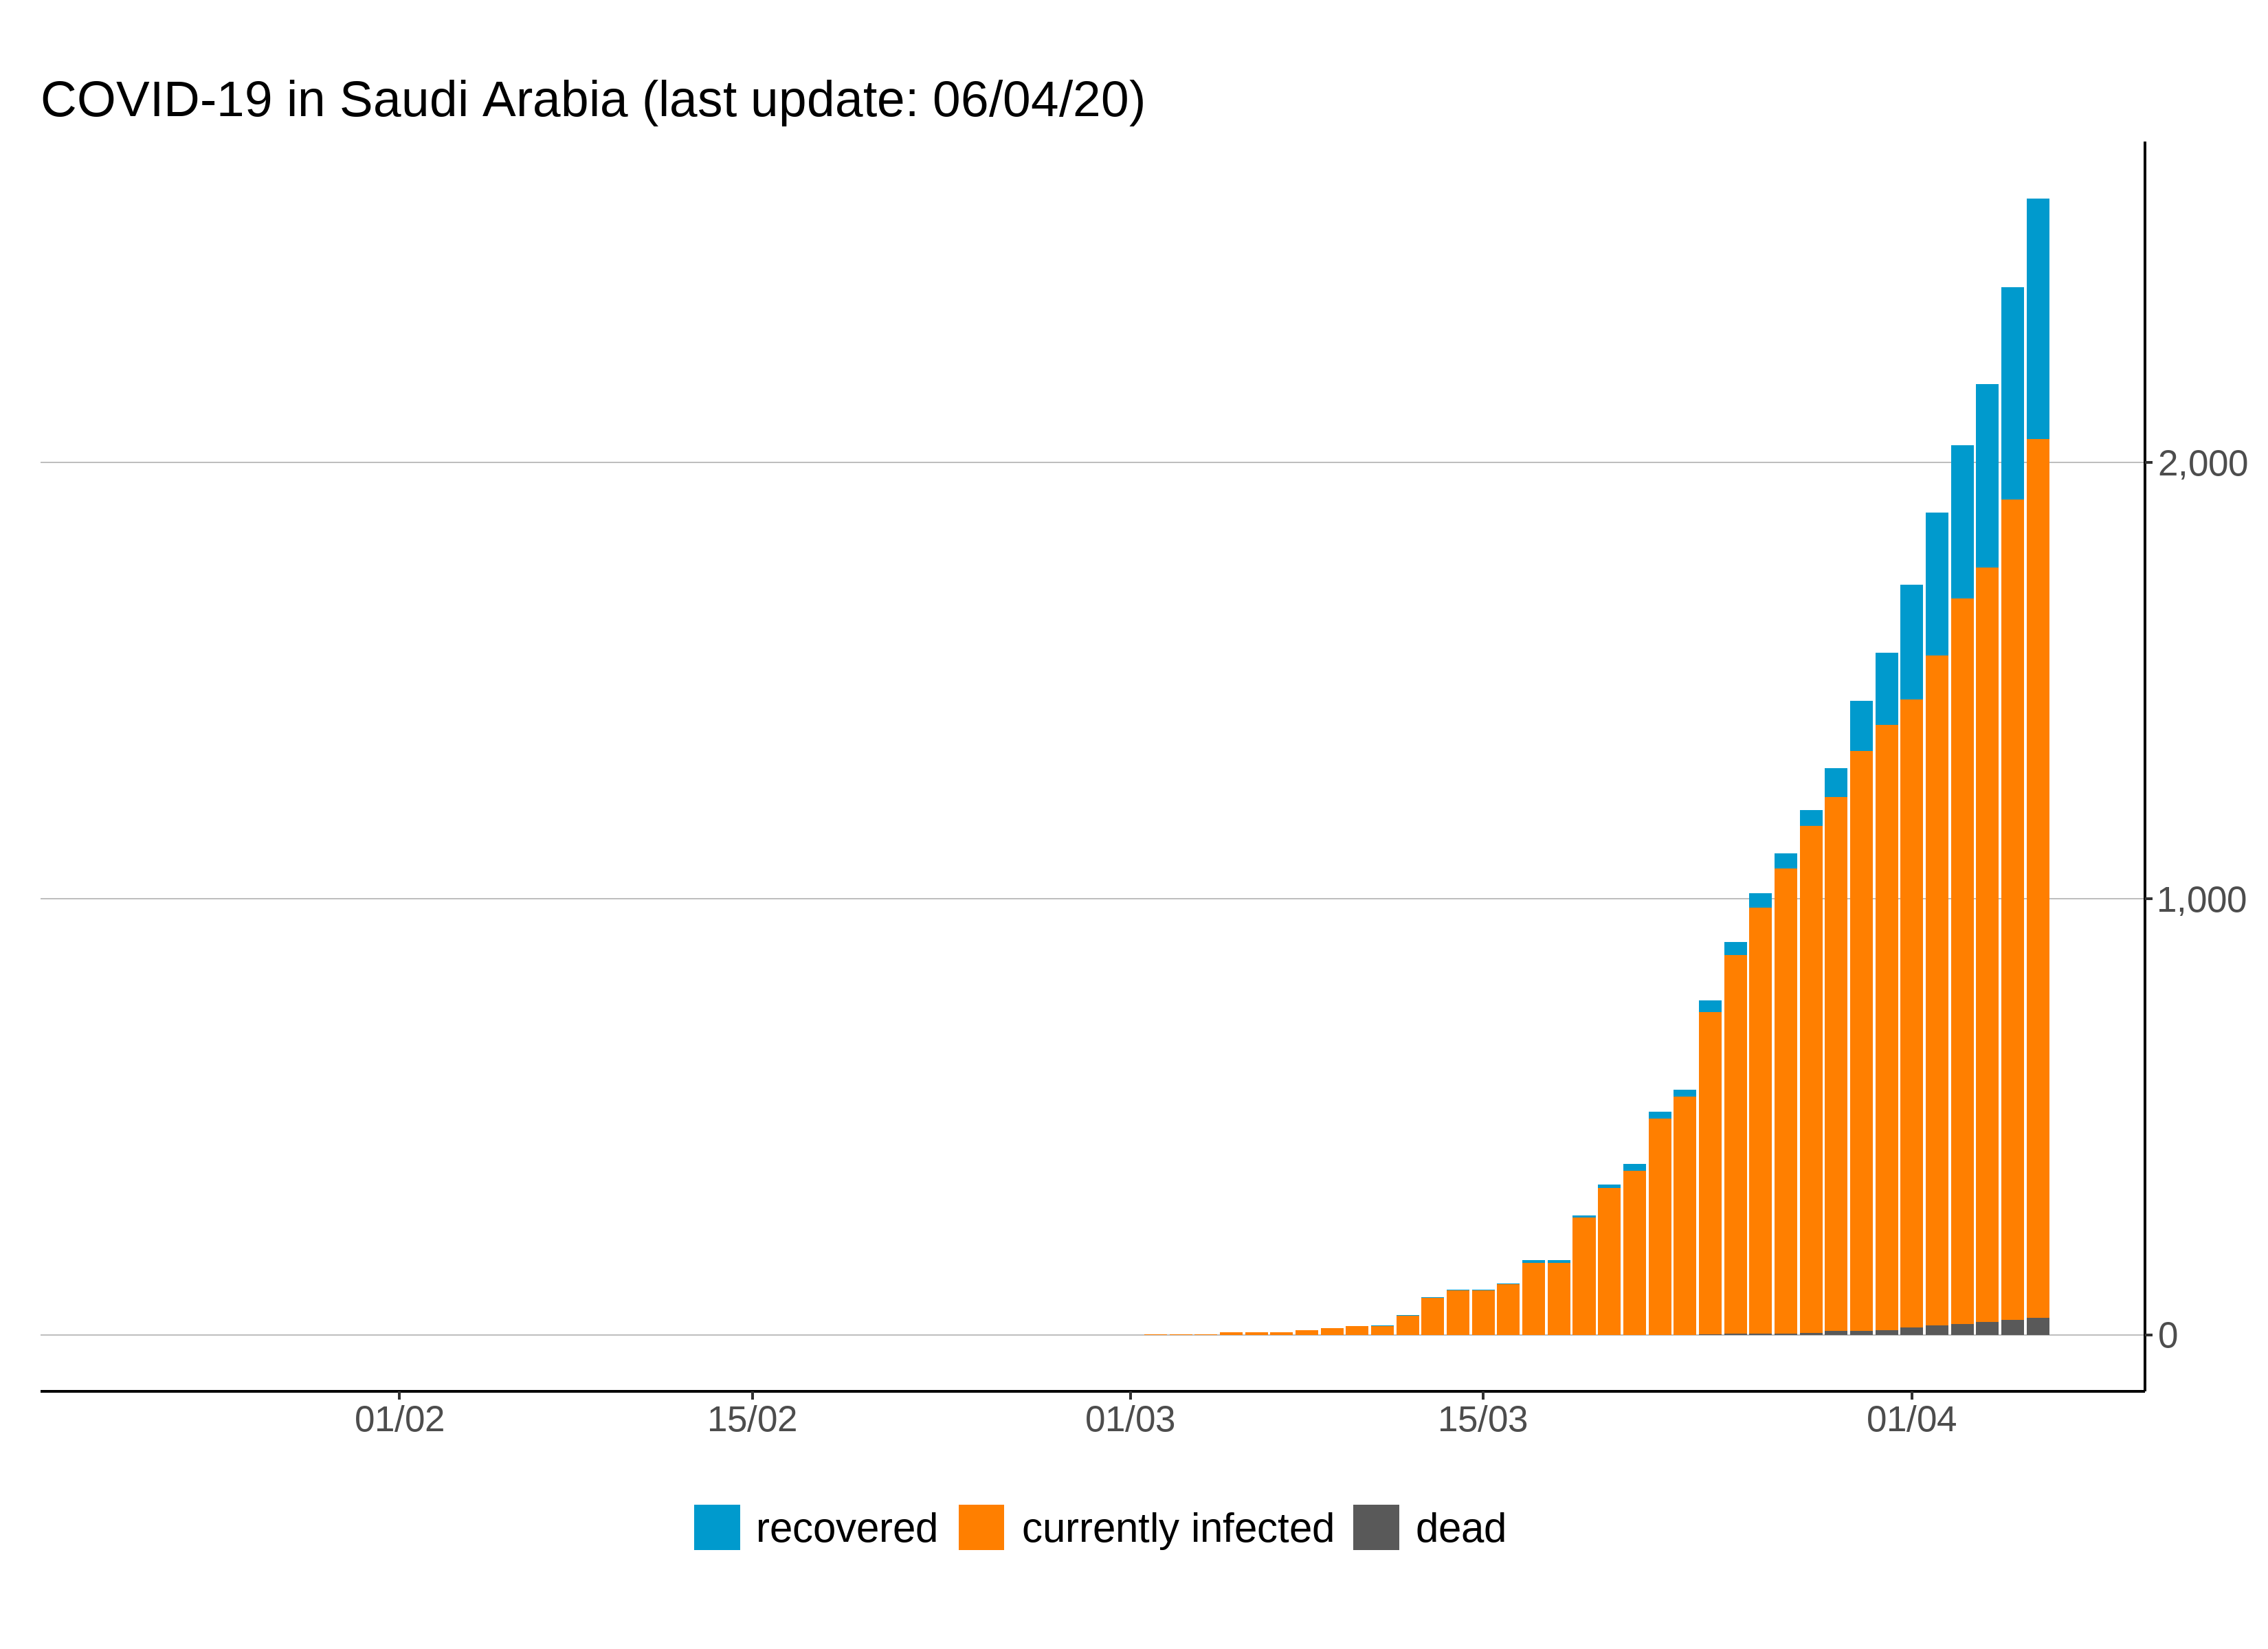 COVID-19 in Saudi Arabia (last update: 06/04/20)
2,000
1,000
0
01/02 15/02 01/03 15/03 01/04
recovered currently infected dead